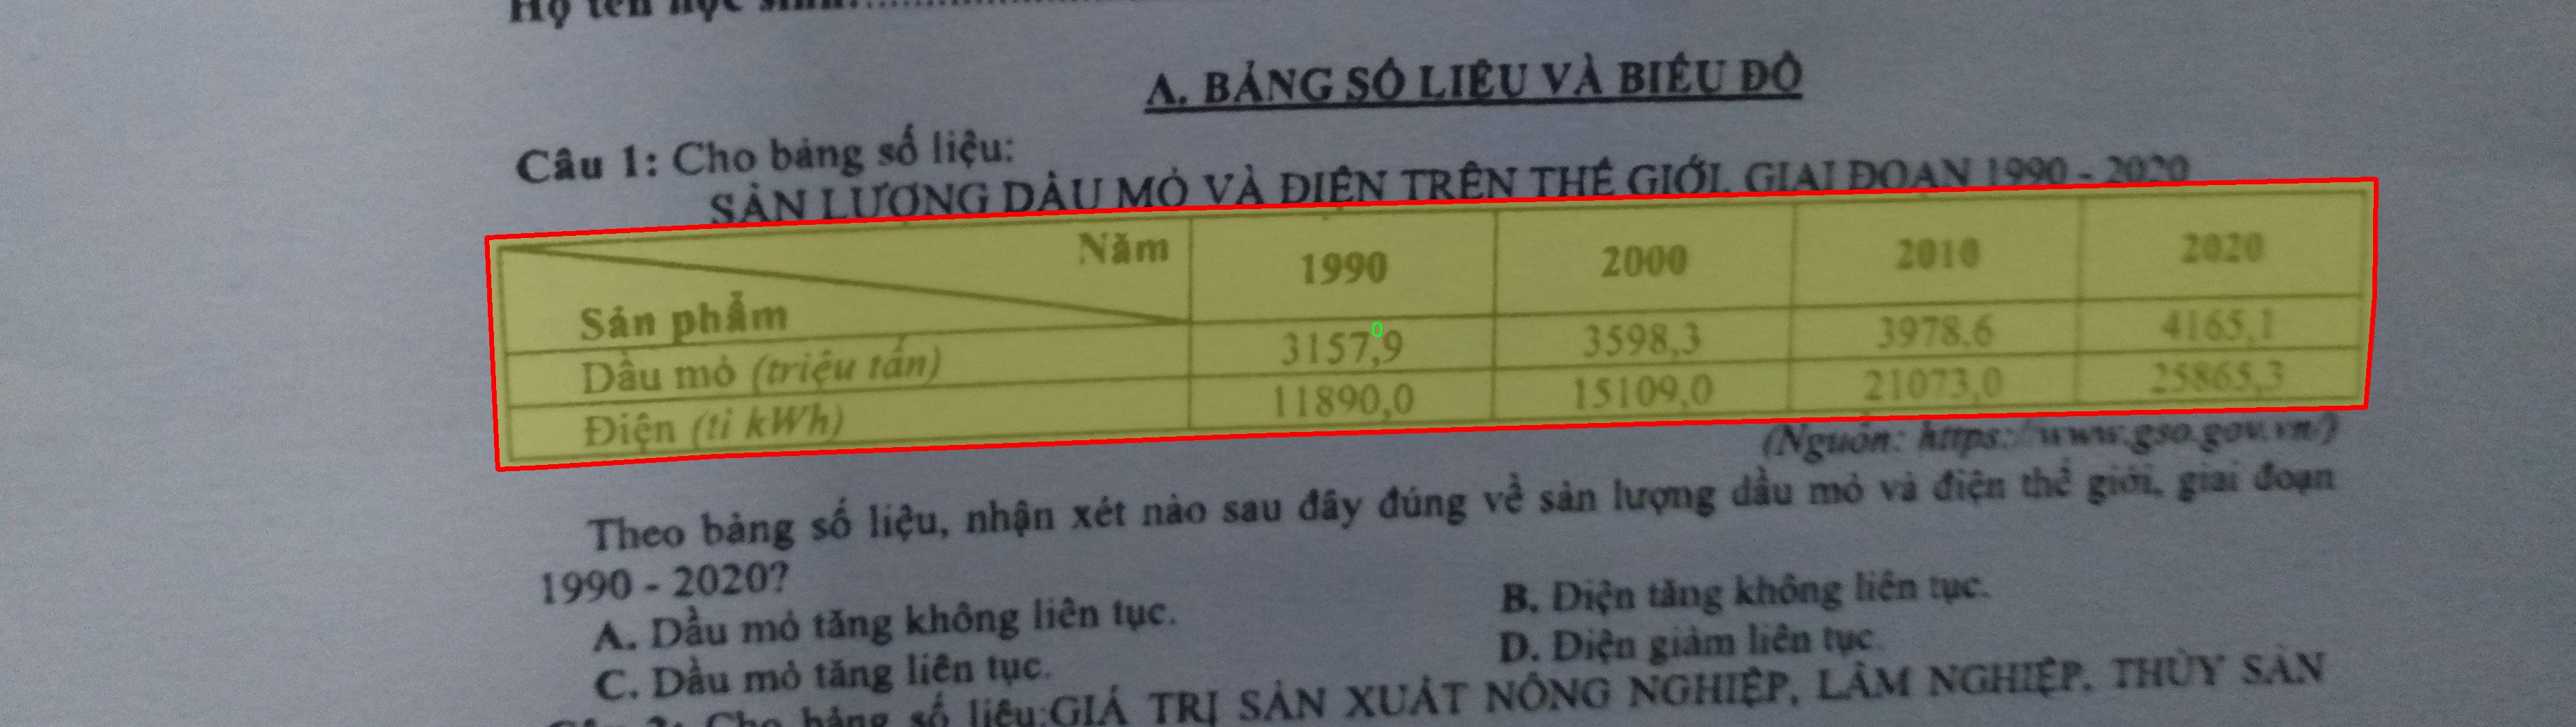 Họ tên học sinh:
A. BẢNG SỐ LIỆU VÀ BIỂU ĐỒ
Câu 1: Cho bảng số liệu:
SẢN LƯỢNG DẦU MỎ VÀ ĐIỆN TRÊN THẾ GIỚI, GIAI ĐOẠN 1990 - 2020
Năm 1990 2000 2010 2020
Sản phẩm
Dầu mỏ (triệu tấn) 3157,9 3598,3 3978,6 4165,1
Điện (tỉ kWh) 11890,0 15109,0 21073,0 25865,3
(Nguồn: https://www.gso.gov.vn/)
Theo bảng số liệu, nhận xét nào sau đây đúng về sản lượng dầu mỏ và điện thế giới, giai đoạn
1990 - 2020?
A. Dầu mỏ tăng không liên tục. B. Điện tăng không liên tục.
C. Dầu mỏ tăng liên tục. D. Điện giảm liên tục.
Câu 2: Cho bảng số liệu:GIÁ TRỊ SẢN XUẤT NÔNG NGHIỆP, LÂM NGHIỆP, THỦY SẢN